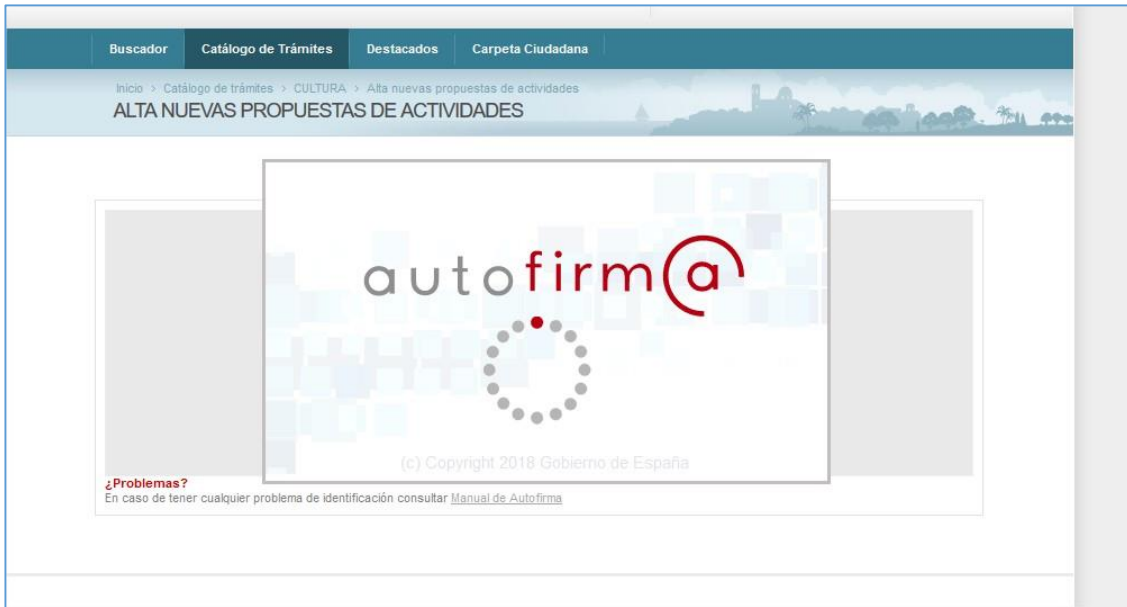 Buscador Catálogo de Trámites Destacados Carpeta Ciudadana
Inicio > Catálogo de trámites > CULTURA > Alta nuevas propuestas de actividades
ALTA NUEVAS PROPUESTAS DE ACTIVIDADES
autofirm@
(c) Copyright 2018 Gobierno de España
¿Problemas?
En caso de tener cualquier problema de identificación consultar Manual de Autofirma